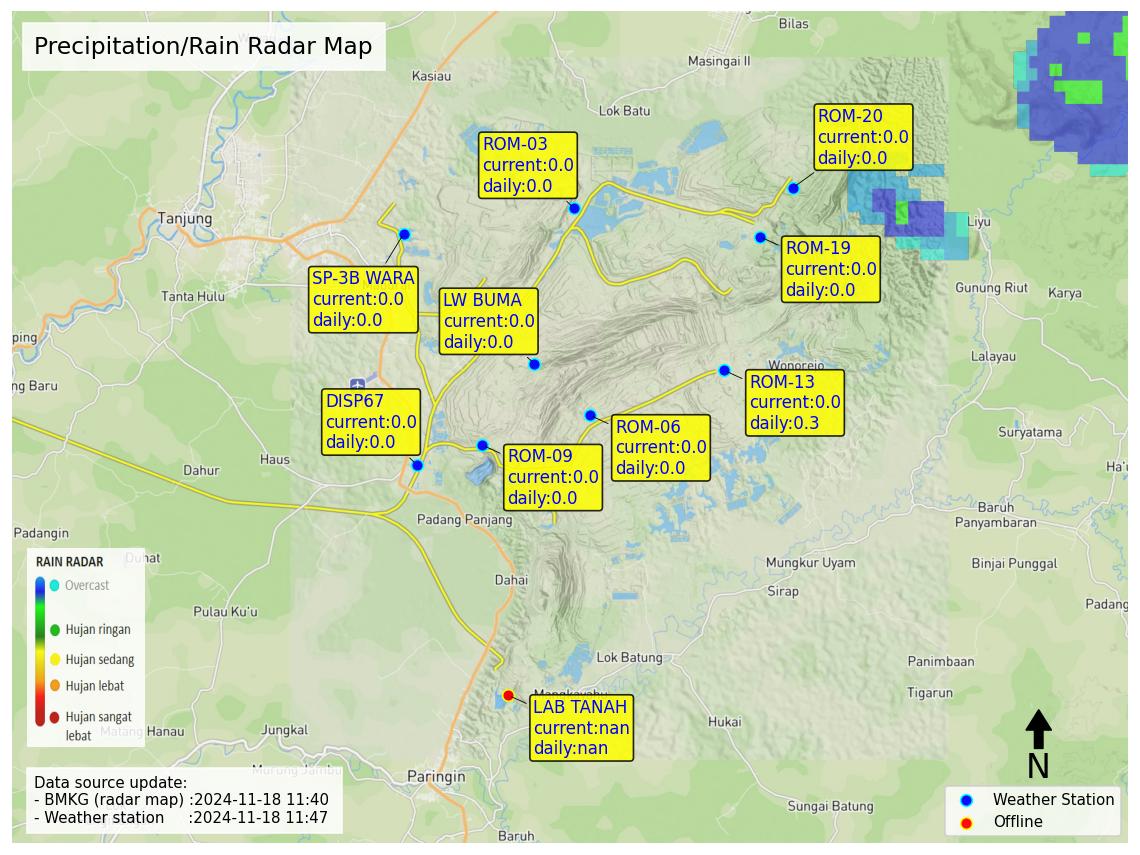 Precipitation/Rain Radar Map
Bilas
Masingai II
Kasiau
Lok Batu
ROM-20
current:0.0
daily:0.0
ROM-03
current:0.0
daily:0.0
Tanjung
Liyu
ROM-19
current:0.0
daily:0.0
SP-3B WARA
current:0.0
daily:0.0
LW BUMA
current:0.0
daily:0.0
Tanta Hulu
Gunung Riut
Karya
ping
Lalayau
Wonorejo
ng Baru
ROM-13
current:0.0
daily:0.3
DISP67
current:0.0
daily:0.0
ROM-06
current:0.0
daily:0.0
Suryatama
ROM-09
current:0.0
daily:0.0
Haus
Dahur
Ha'u
Baruh
Panyambaran
Padang Panjang
Padangin
Duhat
Mungkur Uyam
Binjai Punggal
RAIN RADAR
Overcast
Hujan ringan
Hujan sedang
Hujan lebat
Hujan sangat
lebat
Dahai
Sirap
Padang
Pulau Ku'u
Lok Batung
Panimbaan
Tigarun
Mangkayahu
LAB TANAH
current:nan
daily:nan
Hukai
Matang Hanau
Jungkal
Murung Jambu
Paringin
N
Data source update:
- BMKG (radar map) :2024-11-18 11:40
- Weather station :2024-11-18 11:47
Sungai Batung
Baruh
Weather Station
Offline